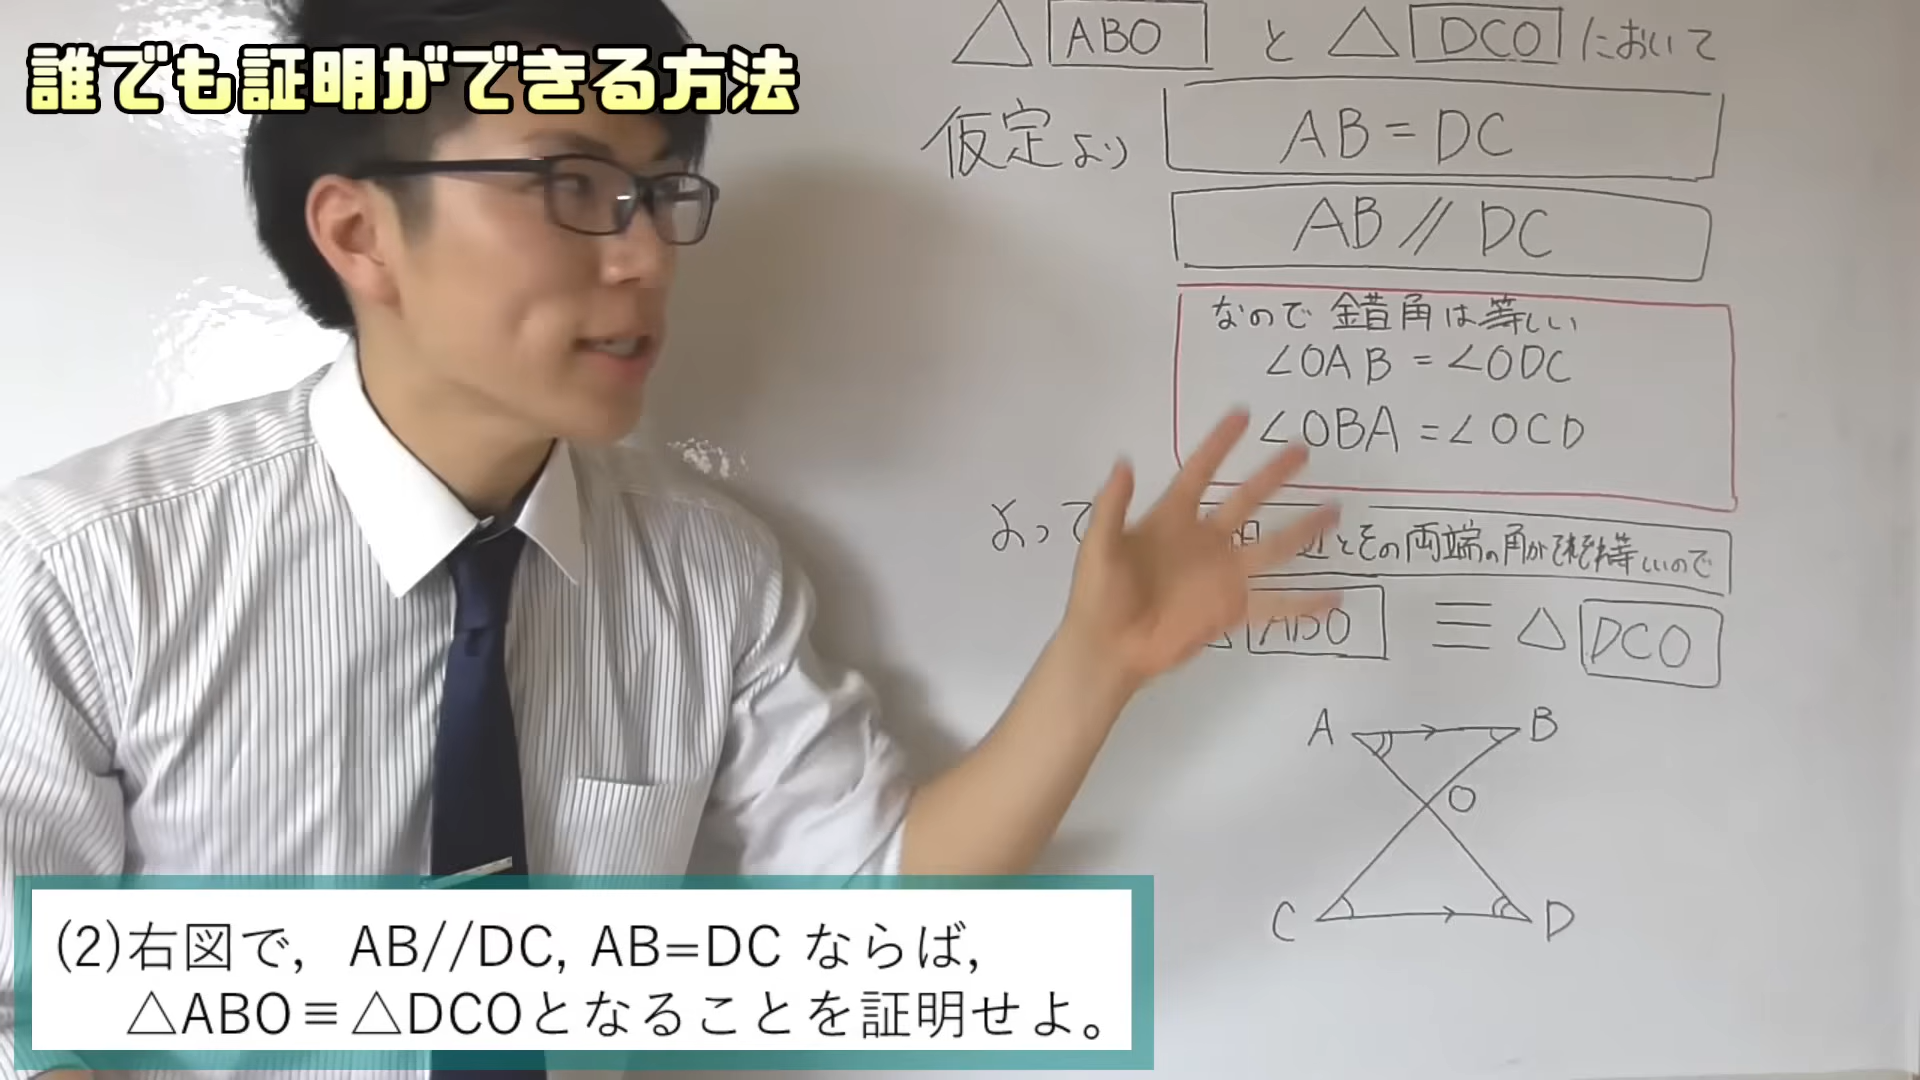 誰でも証明ができる方法
△ABO と △DCO において
仮定より AB=DC
AB//DC
なので錯角は等しい
∠OAB=∠ODC
∠OBA=∠OCD
よって 辺とその両端の角がそれぞれ等しいので
≡ △DCO
A B
O
C D
(2)右図で, AB//DC, AB=DC ならば,
△ABO≡△DCOとなることを証明せよ。